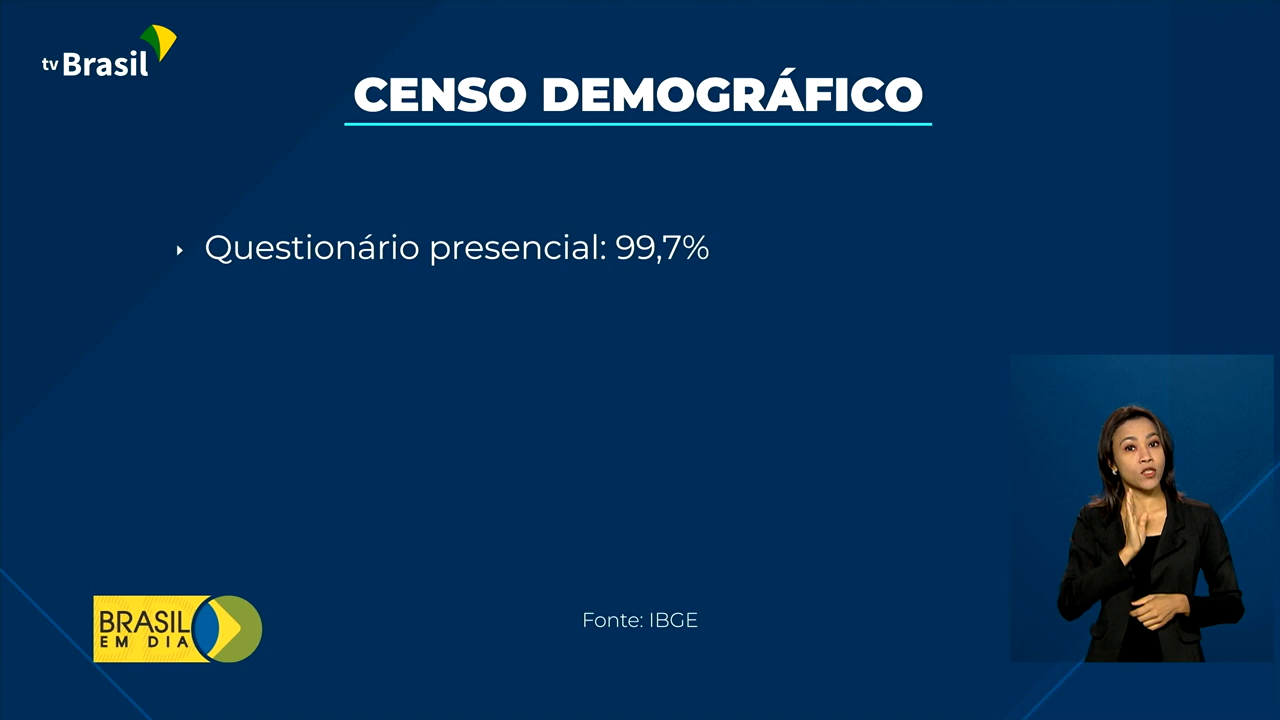 tv Brasil
CENSO DEMOGRÁFICO
Questionário presencial: 99,7%
BRASIL
EM DIA
Fonte: IBGE